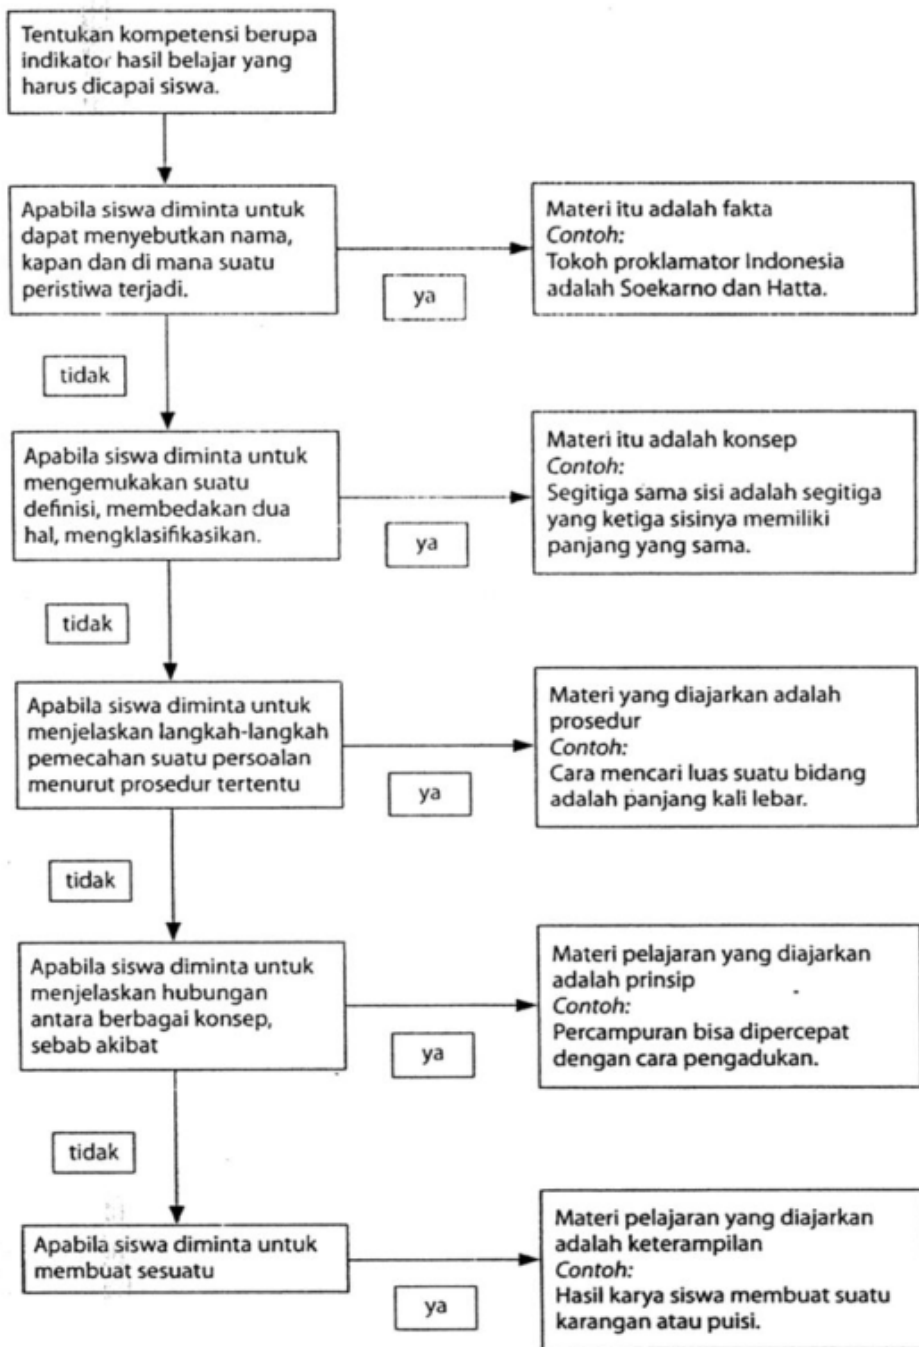 Tentukan kompetensi berupa
indikator hasil belajar yang
harus dicapai siswa.
Apabila siswa diminta untuk
dapat menyebutkan nama,
kapan dan di mana suatu
peristiwa terjadi.
ya
Materi itu adalah fakta
Contoh:
Tokoh proklamator Indonesia
adalah Soekarno dan Hatta.
tidak
Apabila siswa diminta untuk
mengemukakan suatu
definisi, membedakan dua
hal, mengklasifikasikan.
ya
Materi itu adalah konsep
Contoh:
Segitiga sama sisi adalah segitiga
yang ketiga sisinya memiliki
panjang yang sama.
tidak
Apabila siswa diminta untuk
menjelaskan langkah-langkah
pemecahan suatu persoalan
menurut prosedur tertentu
ya
Materi yang diajarkan adalah
prosedur
Contoh:
Cara mencari luas suatu bidang
adalah panjang kali lebar.
tidak
Apabila siswa diminta untuk
menjelaskan hubungan
antara berbagai konsep,
sebab akibat
ya
Materi pelajaran yang diajarkan
adalah prinsip
Contoh:
Percampuran bisa dipercepat
dengan cara pengadukan.
tidak
Apabila siswa diminta untuk
membuat sesuatu
ya
Materi pelajaran yang diajarkan
adalah keterampilan
Contoh:
Hasil karya siswa membuat suatu
karangan atau puisi.